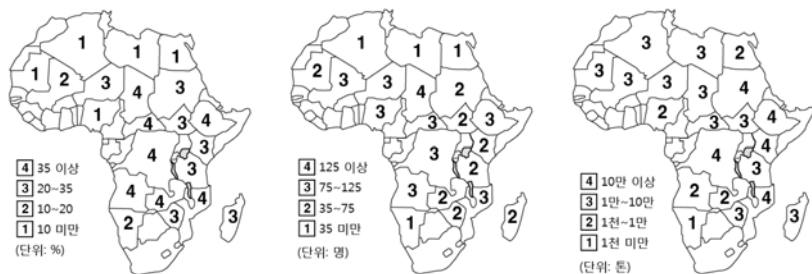 1 1 1
1 2 3 4 3
1 4 3 4
3
4 3
4 4 4
2 3 3
4 35 이상
3 20~35
2 10~20
1 10 미만
(단위: %)
1 1 1
2 3 3 4 2
3 3 2 3
2
3 2
3 2 3
1 2 2
4 125 이상
3 75~125
2 35~75
1 35 미만
(단위: 명)
3 3 2
3 3 3 3 4
2 3 3 4
4
4 3
2 2 4
1 3 3
4 10만 이상
3 1만~10만
2 1천~1만
1 1천 미만
(단위: 톤)